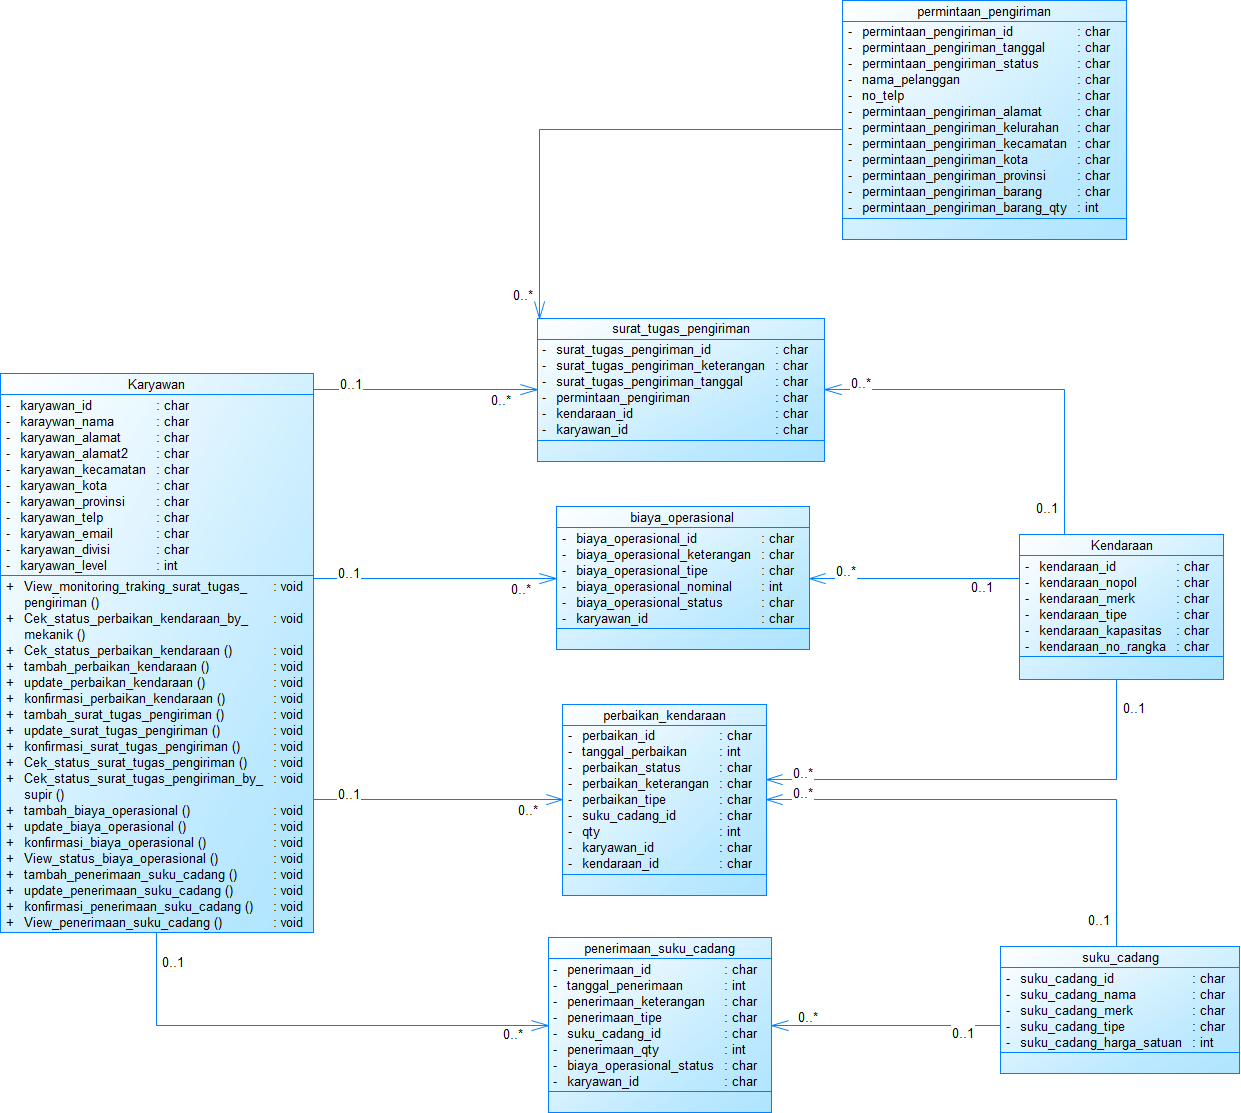 permintaan_pengiriman
- permintaan_pengiriman_id : char
- permintaan_pengiriman_tanggal : char
- permintaan_pengiriman_status : char
- nama_pelanggan : char
- no_telp : char
- permintaan_pengiriman_alamat : char
- permintaan_pengiriman_kelurahan : char
- permintaan_pengiriman_kecamatan : char
- permintaan_pengiriman_kota : char
- permintaan_pengiriman_provinsi : char
- permintaan_pengiriman_barang : char
- permintaan_pengiriman_barang_qty : int
0..*
surat_tugas_pengiriman
- surat_tugas_pengiriman_id : char
- surat_tugas_pengiriman_keterangan : char
- surat_tugas_pengiriman_tanggal : char
- permintaan_pengiriman : char
- kendaraan_id : char
- karyawan_id : char
0..1
0..*
0..*
0..1
Karyawan
- karyawan_id : char
- karaywan_nama : char
- karyawan_alamat : char
- karyawan_alamat2 : char
- karyawan_kecamatan : char
- karyawan_kota : char
- karyawan_provinsi : char
- karyawan_telp : char
- karyawan_email : char
- karyawan_divisi : char
- karyawan_level : int
+ View_monitoring_traking_surat_tugas_ : void
pengiriman ()
+ Cek_status_perbaikan_kendaraan_by_ : void
mekanik ()
+ Cek_status_perbaikan_kendaraan () : void
+ tambah_perbaikan_kendaraan () : void
+ update_perbaikan_kendaraan () : void
+ konfirmasi_perbaikan_kendaraan () : void
+ tambah_surat_tugas_pengiriman () : void
+ update_surat_tugas_pengiriman () : void
+ konfirmasi_surat_tugas_pengiriman () : void
+ Cek_status_surat_tugas_pengiriman () : void
+ Cek_status_surat_tugas_pengiriman_by_ : void
supir ()
+ tambah_biaya_operasional () : void
+ update_biaya_operasional () : void
+ konfirmasi_biaya_operasional () : void
+ View_status_biaya_operasional () : void
+ tambah_penerimaan_suku_cadang () : void
+ update_penerimaan_suku_cadang () : void
+ konfirmasi_penerimaan_suku_cadang () : void
+ View_penerimaan_suku_cadang () : void
biaya_operasional
- biaya_operasional_id : char
- biaya_operasional_keterangan : char
- biaya_operasional_tipe : char
- biaya_operasional_nominal : int
- biaya_operasional_status : char
- karyawan_id : char
0..1
0..*
0..*
0..1
Kendaraan
- kendaraan_id : char
- kendaraan_nopol : char
- kendaraan_merk : char
- kendaraan_tipe : char
- kendaraan_kapasitas : char
- kendaraan_no_rangka : char
0..1
perbaikan_kendaraan
- perbaikan_id : char
- tanggal_perbaikan : int
- perbaikan_status : char
- perbaikan_keterangan : char
- perbaikan_tipe : char
- suku_cadang_id : char
- qty : int
- karyawan_id : char
- kendaraan_id : char
0..1
0..*
0..*
0..*
0..1
penerimaan_suku_cadang
- penerimaan_id : char
- tanggal_penerimaan : int
- penerimaan_keterangan : char
- penerimaan_tipe : char
- suku_cadang_id : char
- penerimaan_qty : int
- biaya_operasional_status : char
- karyawan_id : char
0..1
0..*
0..*
0..1
suku_cadang
- suku_cadang_id : char
- suku_cadang_nama : char
- suku_cadang_merk : char
- suku_cadang_tipe : char
- suku_cadang_harga_satuan : int